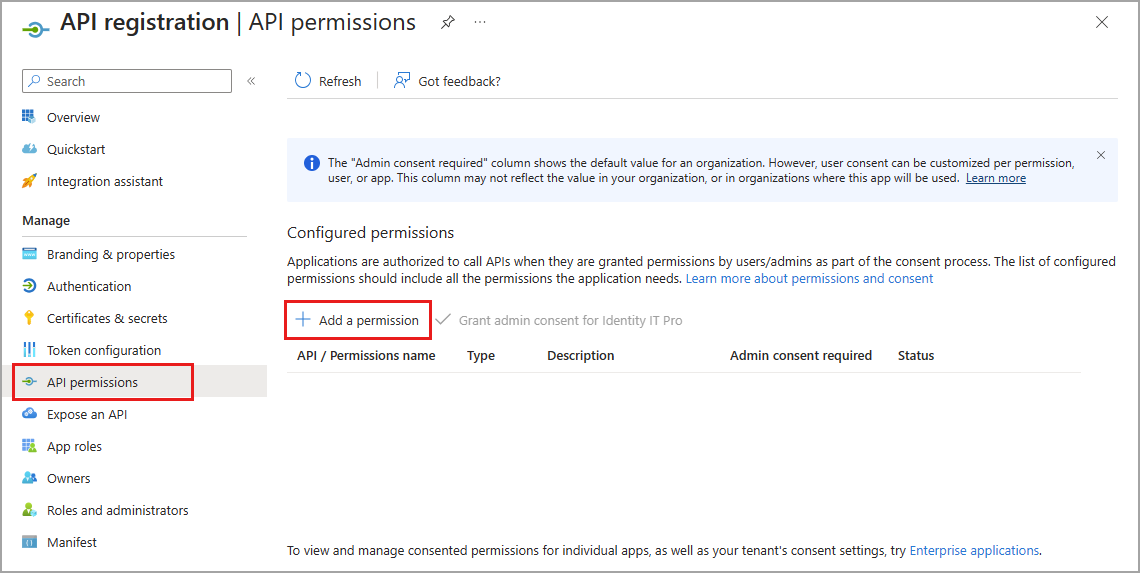 API registration | API permissions
Search
Refresh
Got feedback?
Overview
Quickstart
Integration assistant
Manage
Branding & properties
Authentication
Certificates & secrets
Token configuration
API permissions
Expose an API
App roles
Owners
Roles and administrators
Manifest
The "Admin consent required" column shows the default value for an organization. However, user consent can be customized per permission,
user, or app. This column may not reflect the value in your organization, or in organizations where this app will be used. Learn more
Configured permissions
Applications are authorized to call APIs when they are granted permissions by users/admins as part of the consent process. The list of configured
permissions should include all the permissions the application needs. Learn more about permissions and consent
Add a permission
Grant admin consent for Identity IT Pro
API / Permissions name Type Description Admin consent required Status
To view and manage consented permissions for individual apps, as well as your tenant's consent settings, try Enterprise applications.